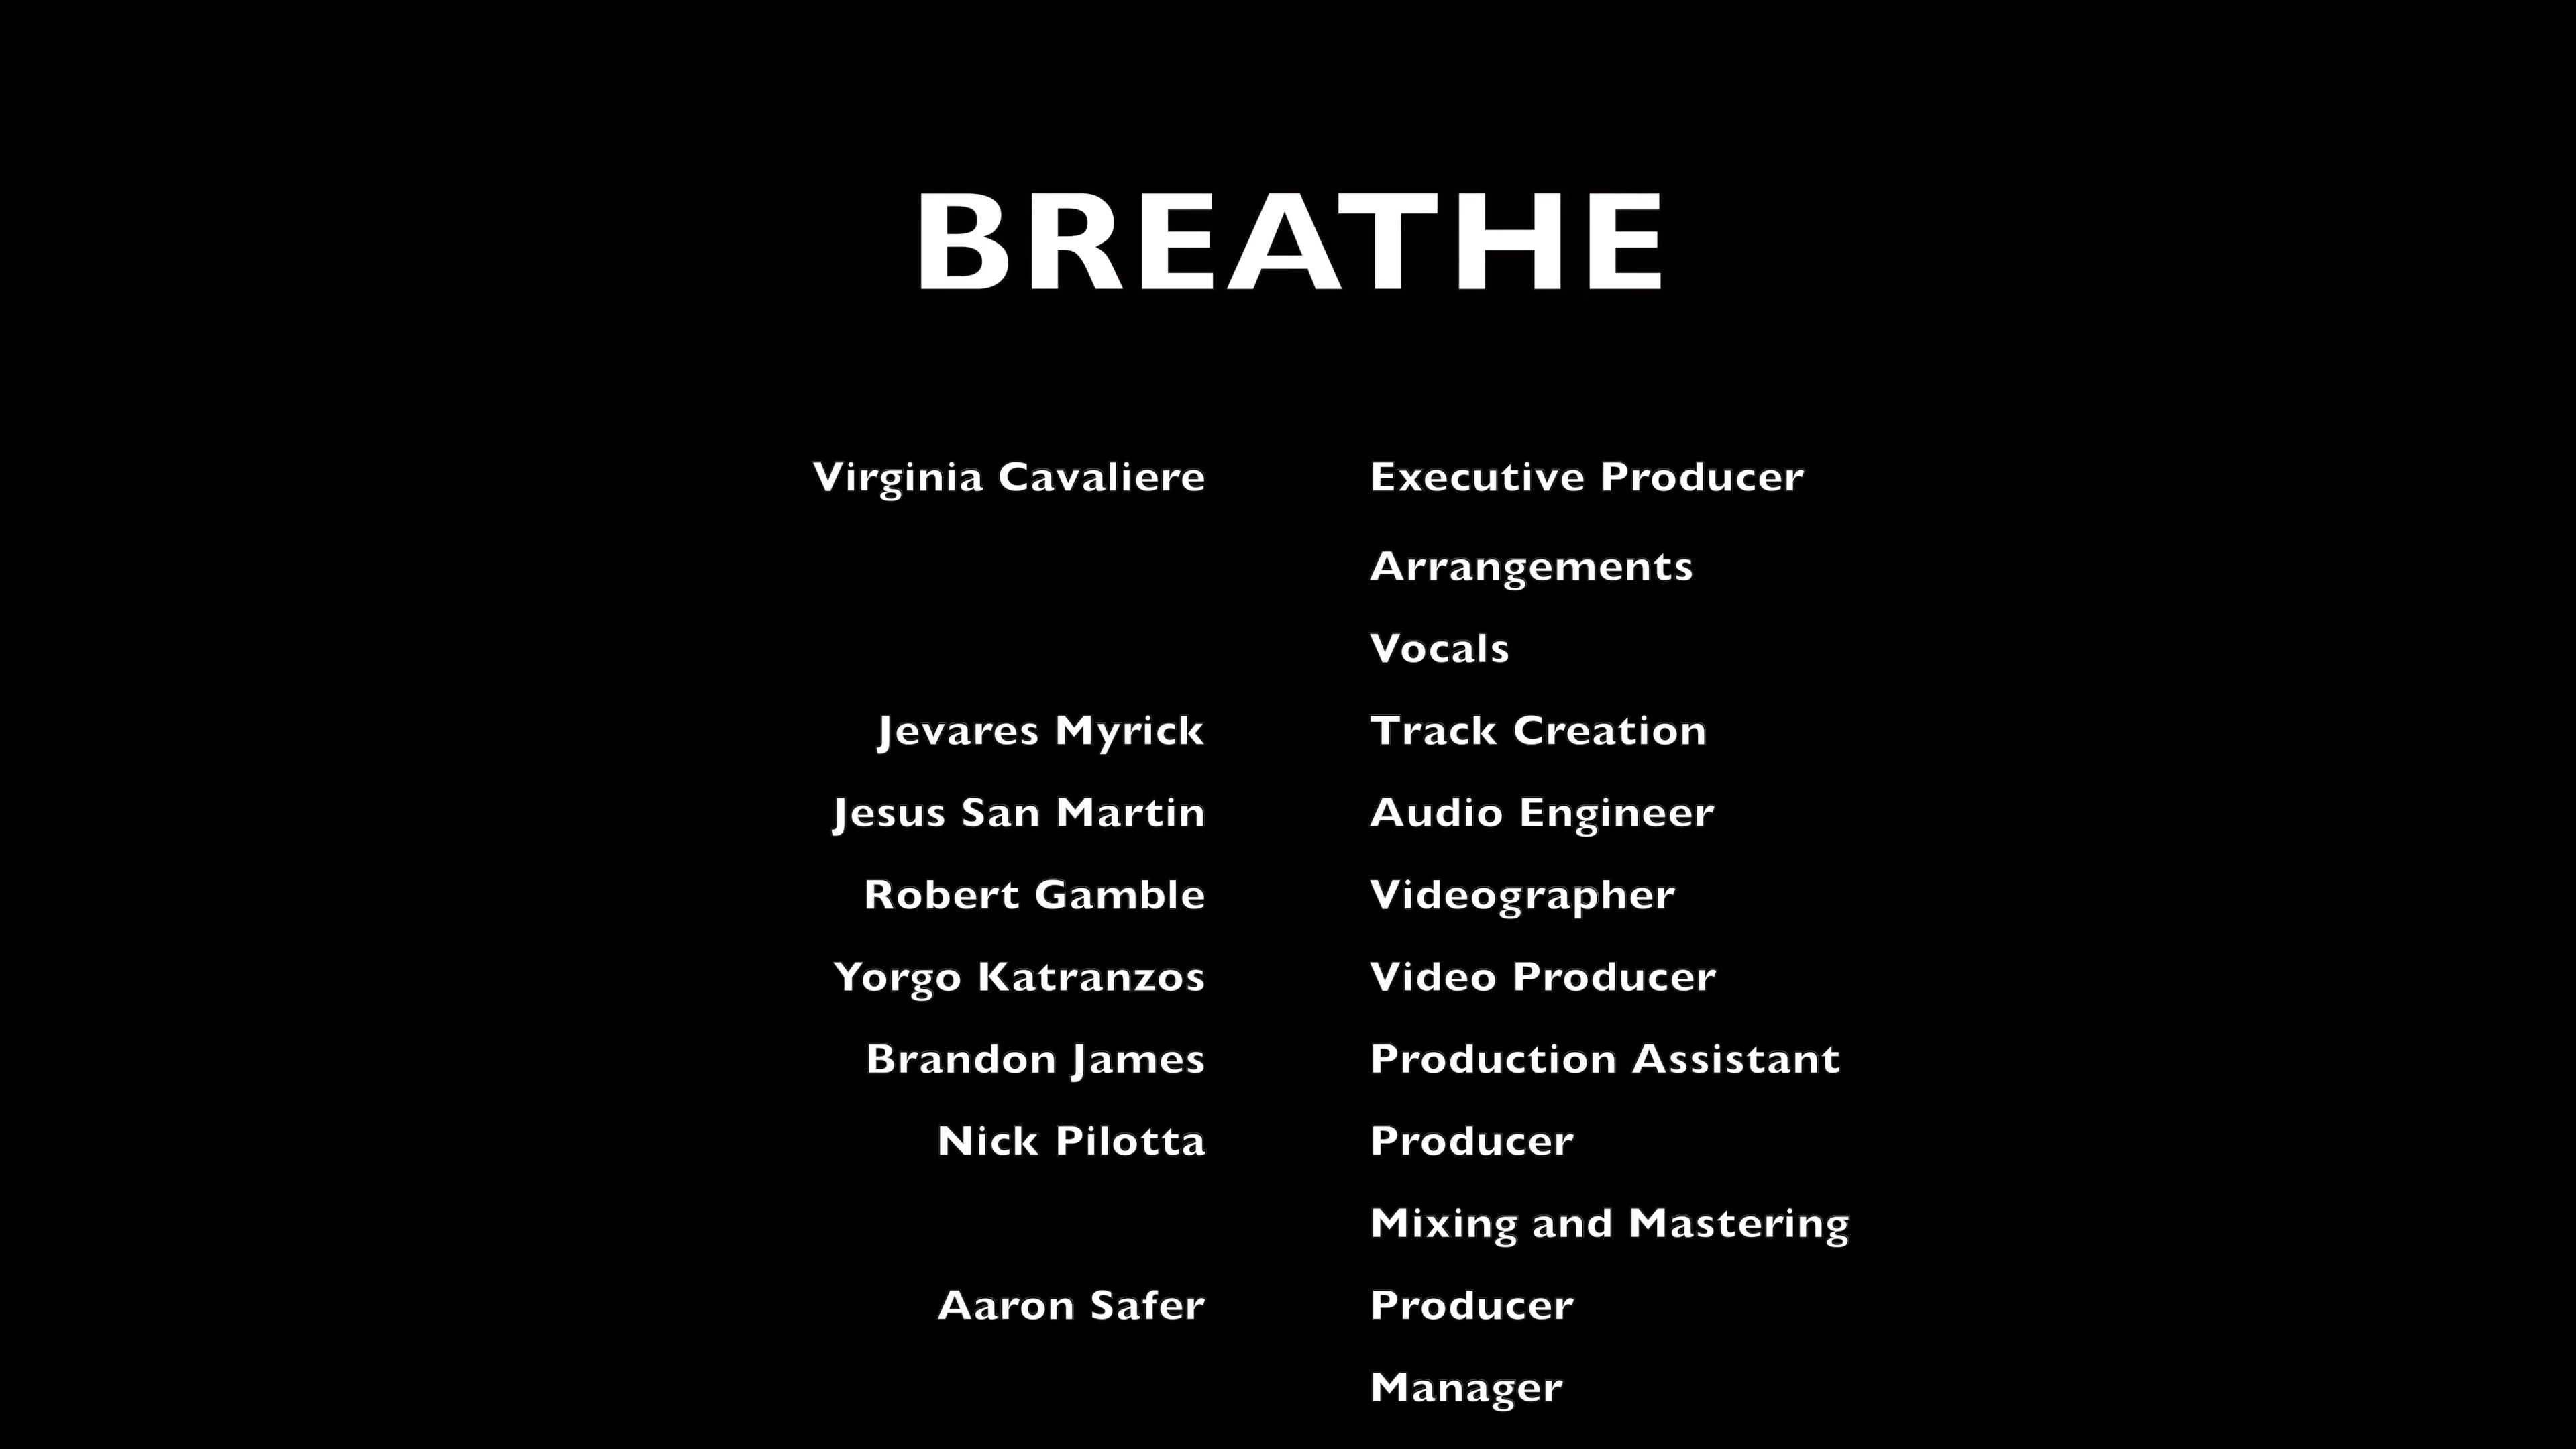 BREATHE
Virginia Cavaliere Executive Producer
Arrangements
Vocals
Jevares Myrick Track Creation
Jesus San Martin Audio Engineer
Robert Gamble Videographer
Yorgo Katranzos Video Producer
Brandon James Production Assistant
Nick Pilotta Producer
Mixing and Mastering
Aaron Safer Producer
Manager